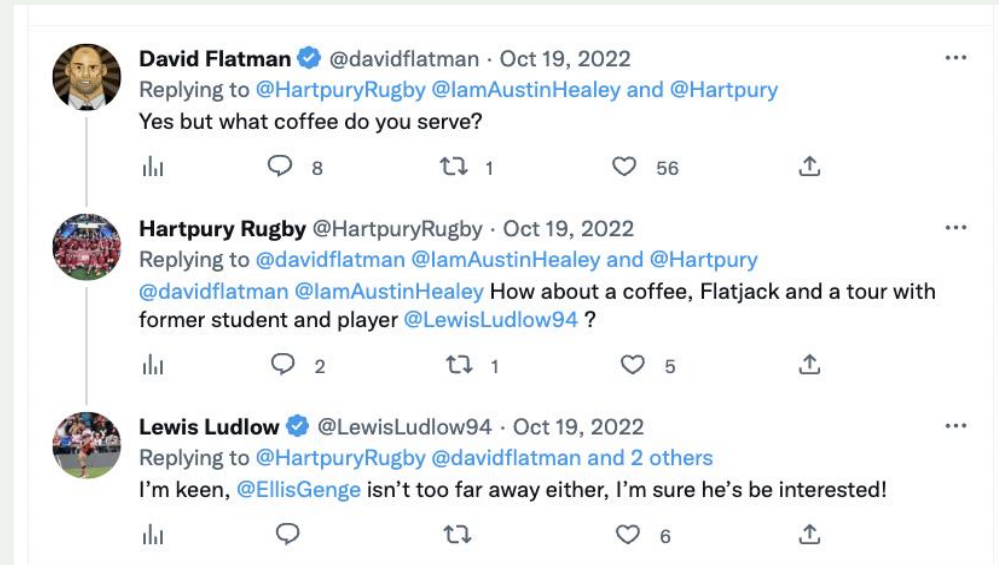 David Flatman @davidflatman · Oct 19, 2022
Replying to @HartpuryRugby @IamAustinHealey and @Hartpury
Yes but what coffee do you serve?
8 1 56
Hartpury Rugby @HartpuryRugby · Oct 19, 2022
Replying to @davidflatman @IamAustinHealey and @Hartpury
@davidflatman @IamAustinHealey How about a coffee, Flatjack and a tour with
former student and player @LewisLudlow94 ?
2 1 5
Lewis Ludlow @LewisLudlow94 · Oct 19, 2022
Replying to @HartpuryRugby @davidflatman and 2 others
I'm keen, @EllisGenge isn't too far away either, I'm sure he's be interested!
6